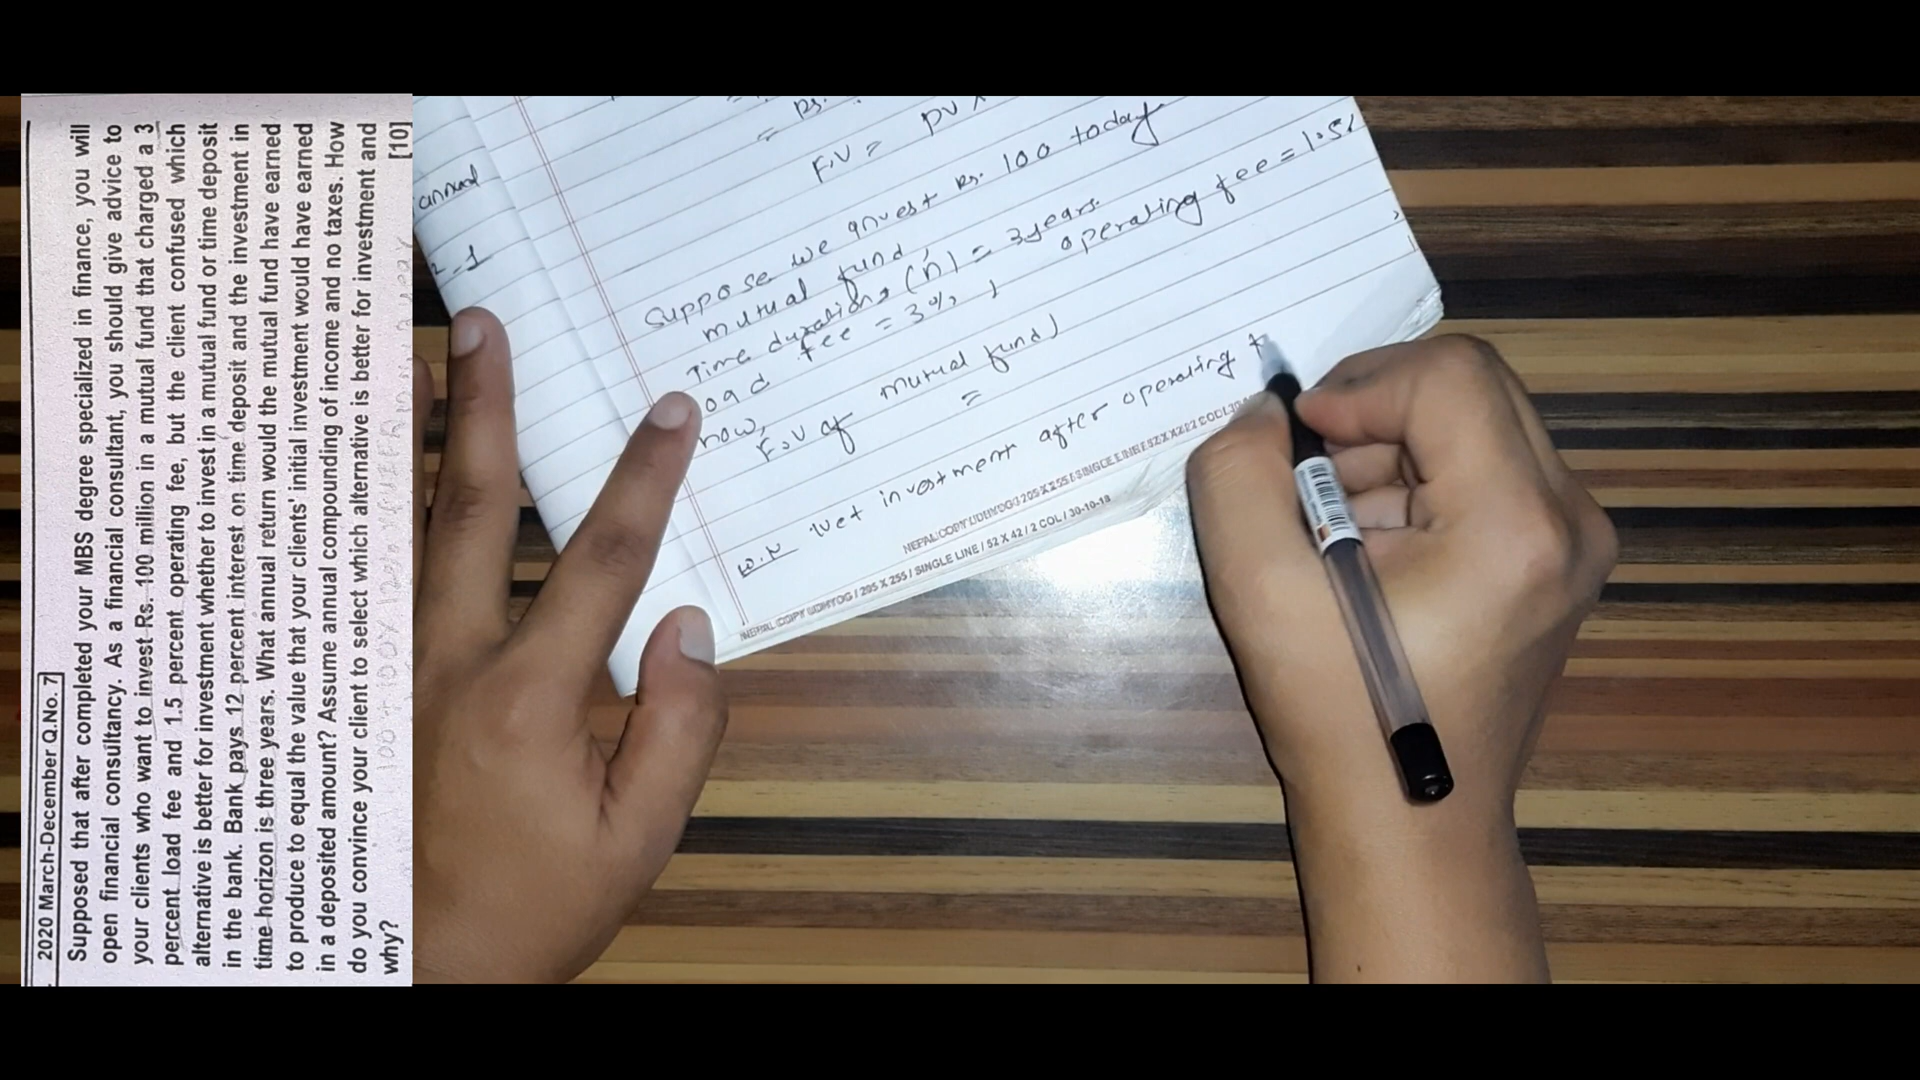 2020 March-December Q.No. 7
Supposed that after completed your MBS degree specialized in finance, you will
open financial consultancy. As a financial consultant, you should give advice to
your clients who want to invest Rs. 100 million in a mutual fund that charged a 3
percent load fee and 1.5 percent operating fee, but the client confused which
alternative is better for investment whether to invest in a mutual fund or time deposit
in the bank. Bank pays 12 percent interest on time deposit and the investment in
time horizon is three years. What annual return would the mutual fund have earned
to produce to equal the value that your clients' initial investment would have earned
in a deposited amount? Assume annual compounding of income and no taxes. How
do you convince your client to select which alternative is better for investment and
why? [10]
annual
2-1
= Rs.
F.V = PV X
Suppose we invest Rs. 100 today
mutual fund,
Time duration, (n) = 3 years.
load fee = 3%, operating fee = 1.5%
now,
F.V of mutual fund)
=
W.N Net investment after operating f
NEPAL COPY UDHYOG / 205 X 255 / SINGLE LINE / 52 X 42 / 2 COL / 30-10-18